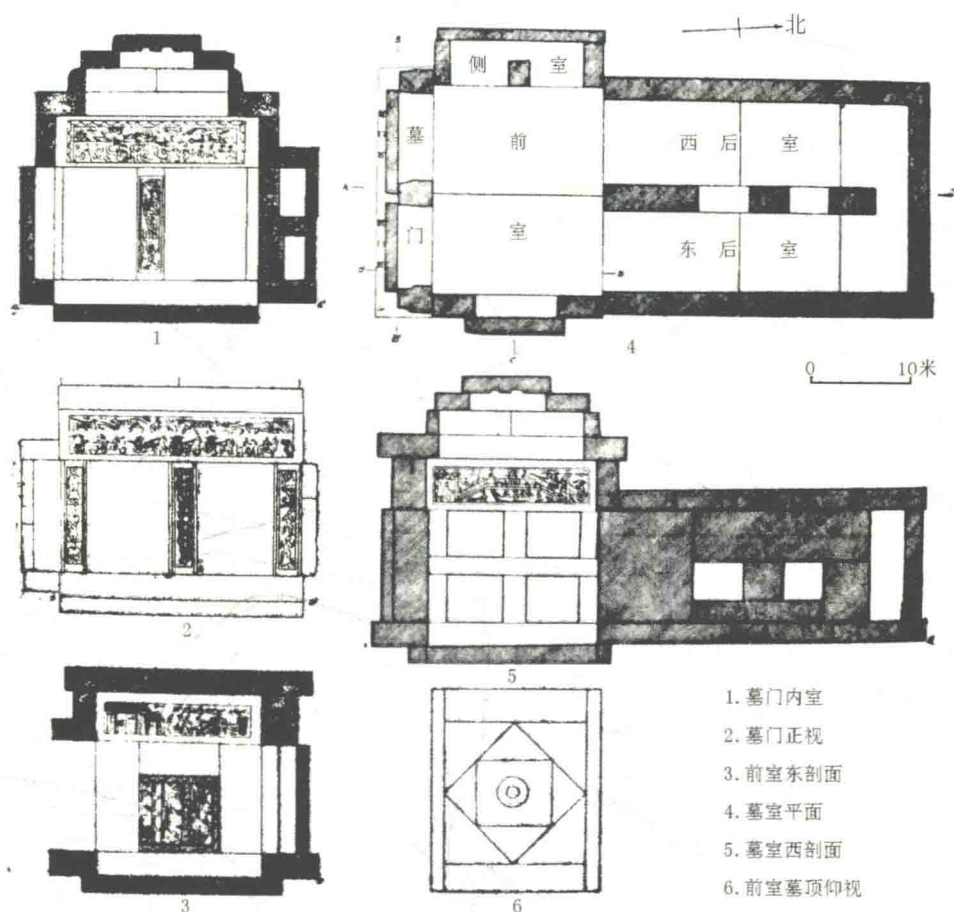 北
侧室
墓门
前室
西后室
东后室
1
4
0 10米
2
5
3
6
1. 墓门内室
2. 墓门正视
3. 前室东剖面
4. 墓室平面
5. 墓室西剖面
6. 前室墓顶仰视